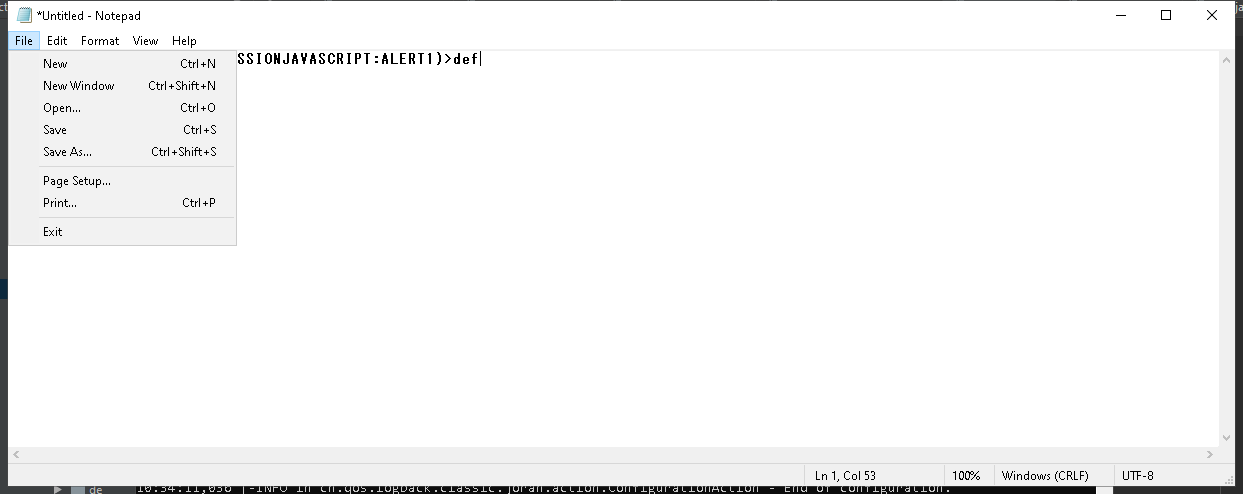 *Untitled - Notepad
File Edit Format View Help
SSIONJAVASCRIPT:ALERT1)>def
New Ctrl+N
New Window Ctrl+Shift+N
Open... Ctrl+O
Save Ctrl+S
Save As... Ctrl+Shift+S
Page Setup...
Print... Ctrl+P
Exit
Ln 1, Col 53 100% Windows (CRLF) UTF-8
de 10:34:11,056 |-INFO in ch.qos.logback.classic.joran.action.ConfigurationAction - End of configuration.